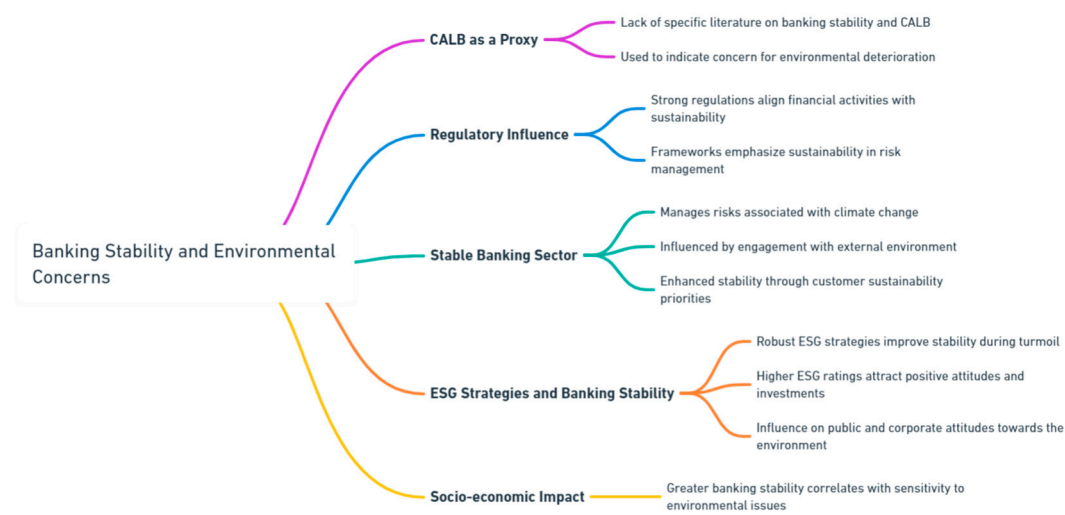 Banking Stability and Environmental
Concerns
CALB as a Proxy
Lack of specific literature on banking stability and CALB
Used to indicate concern for environmental deterioration
Regulatory Influence
Strong regulations align financial activities with
sustainability
Frameworks emphasize sustainability in risk
management
Stable Banking Sector
Manages risks associated with climate change
Influenced by engagement with external environment
Enhanced stability through customer sustainability
priorities
ESG Strategies and Banking Stability
Robust ESG strategies improve stability during turmoil
Higher ESG ratings attract positive attitudes and
investments
Influence on public and corporate attitudes towards the
environment
Socio-economic Impact
Greater banking stability correlates with sensitivity to
environmental issues